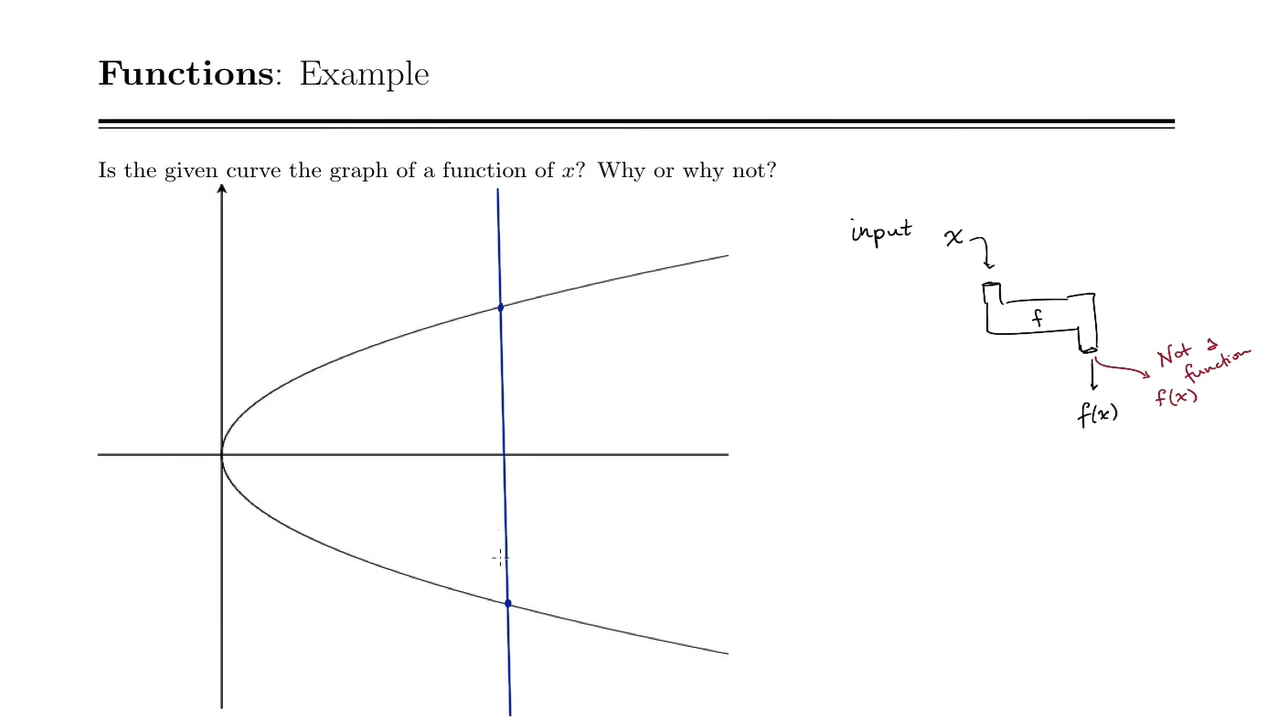 Functions: Example
Is the given curve the graph of a function of x? Why or why not?
input x
f
Not a
function
f(x)
f(x)